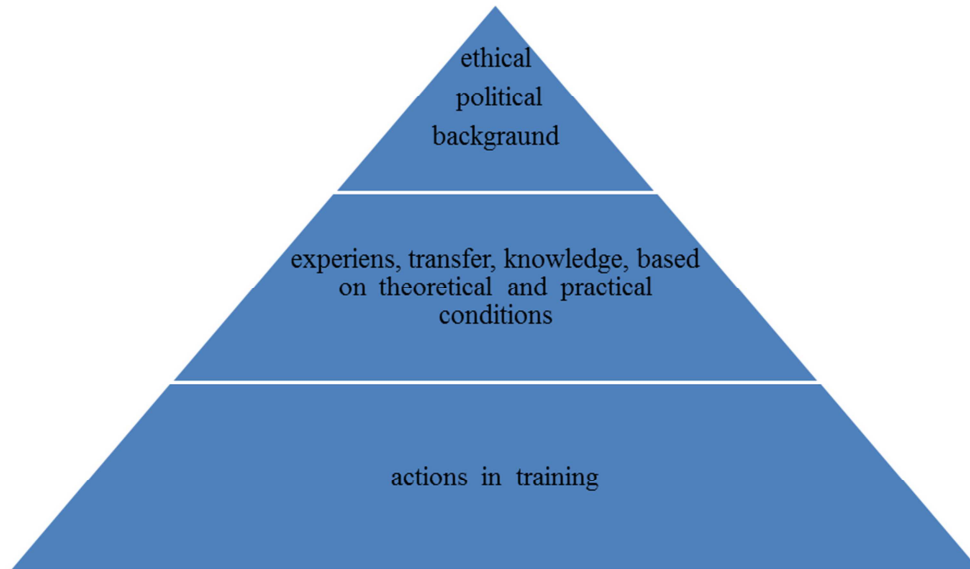 ethical
political
backgraund
experiens, transfer, knowledge, based
on theoretical and practical
conditions
actions in training